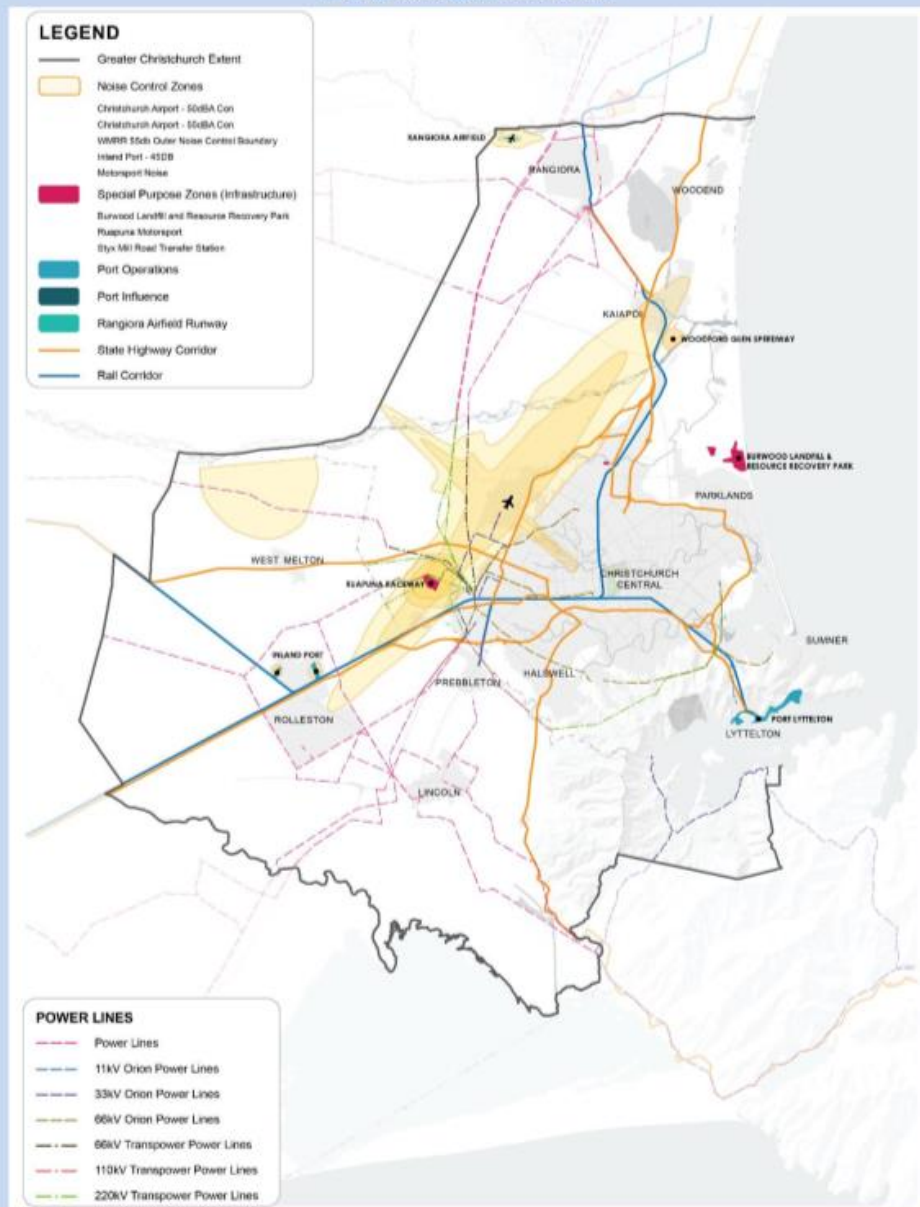 LEGEND
Greater Christchurch Extent
Noise Control Zones
Christchurch Airport - 50dBA Con
Christchurch Airport - 55dBA Con
WMRR 55db Outer Noise Control Boundary
Inland Port - 45DB
Motorsport Noise
Special Purpose Zones (Infrastructure)
Burwood Landfill and Resource Recovery Park
Ruapuna Motorsport
Styx Mill Road Transfer Station
Port Operations
Port Influence
Rangiora Airfield Runway
State Highway Corridor
Rail Corridor
RANGIORA AIRFIELD
RANGIORA
WOODEND
KAIAPOI
WOODFORD GLEN SPEEDWAY
BURWOOD LANDFILL &
RESOURCE RECOVERY PARK
PARKLANDS
WEST MELTON
RUAPUNA RACEWAY
CHRISTCHURCH
CENTRAL
SUMNER
INLAND PORT
PREBBLETON
HALSWELL
ROLLESTON
PORT LYTTELTON
LYTTELTON
LINCOLN
POWER LINES
Power Lines
11kV Orion Power Lines
33kV Orion Power Lines
66kV Orion Power Lines
66kV Transpower Power Lines
110kV Transpower Power Lines
220kV Transpower Power Lines